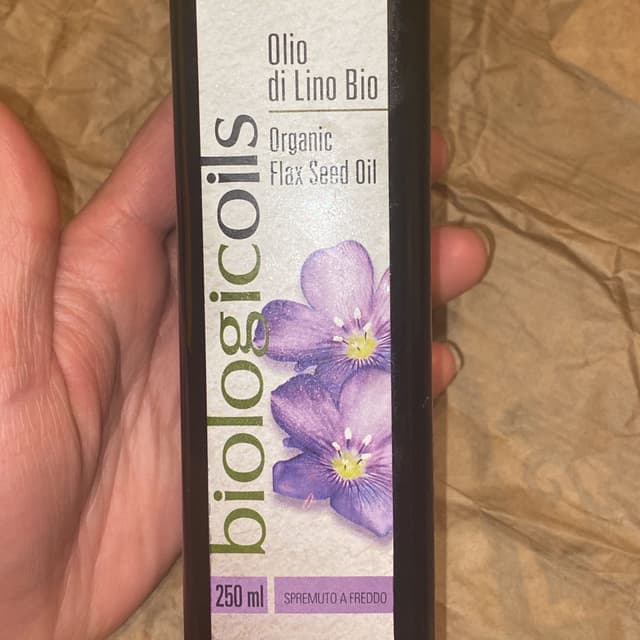 Olio
di Lino Bio
Organic
Flax Seed Oil
biologicoils
250 ml
SPREMUTO A FREDDO